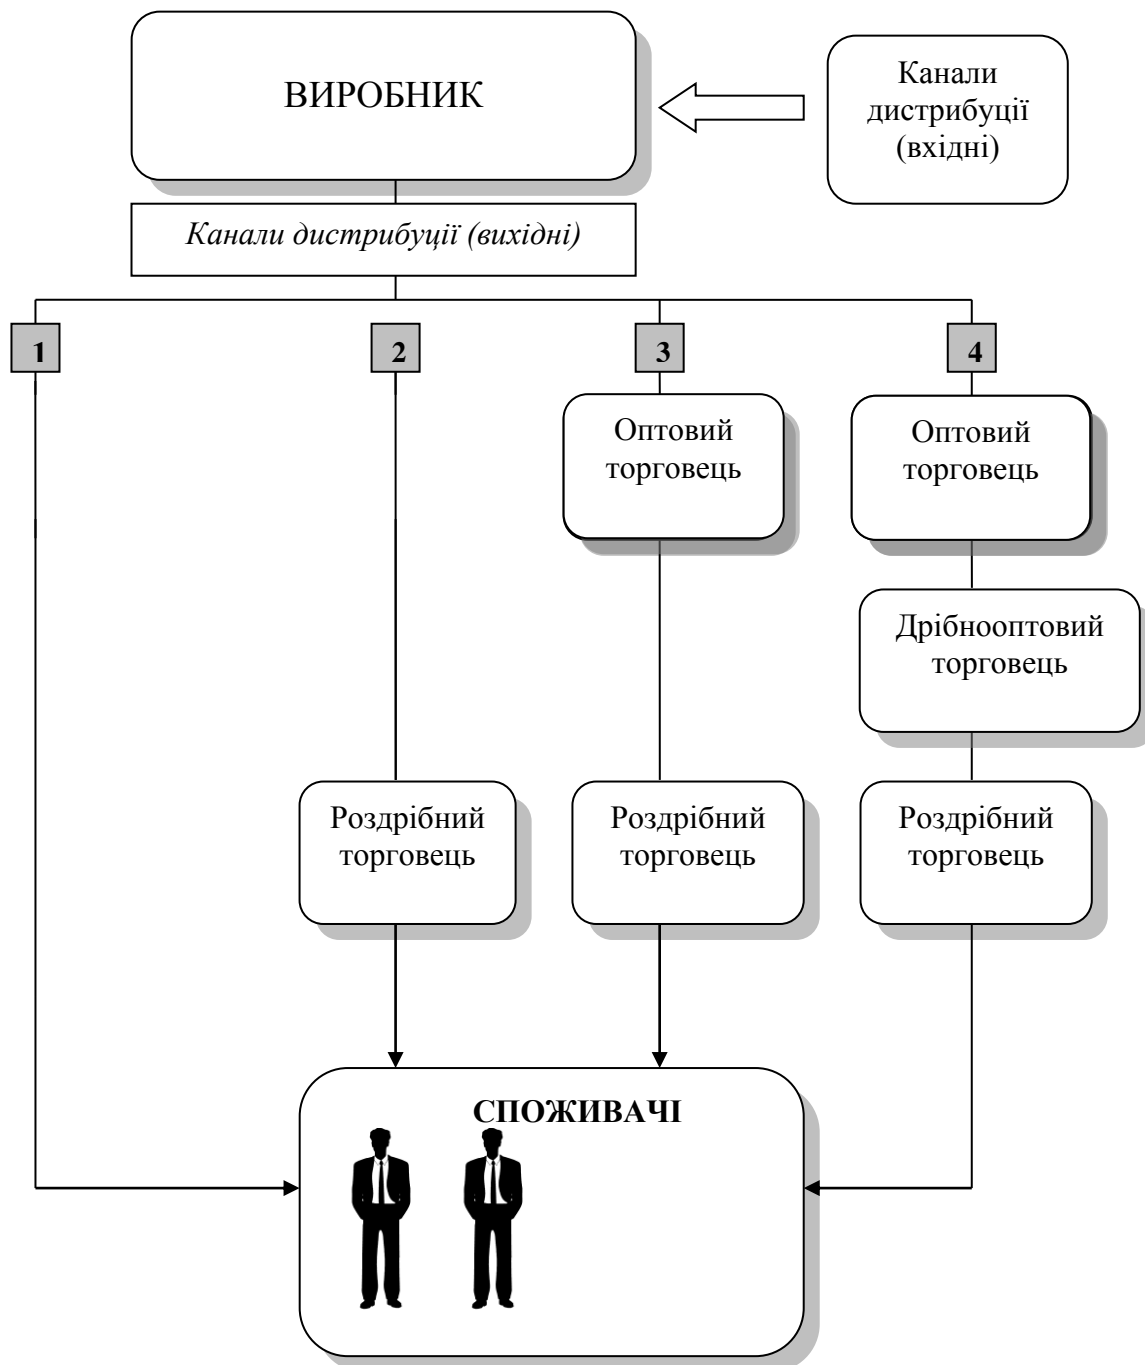 ВИРОБНИК
Канали
дистрибуції
(вхідні)
Канали дистрибуції (вихідні)
1
2
3
4
Оптовий
торговець
Оптовий
торговець
Дрібнооптовий
торговець
Роздрібний
торговець
Роздрібний
торговець
Роздрібний
торговець
СПОЖИВАЧІ